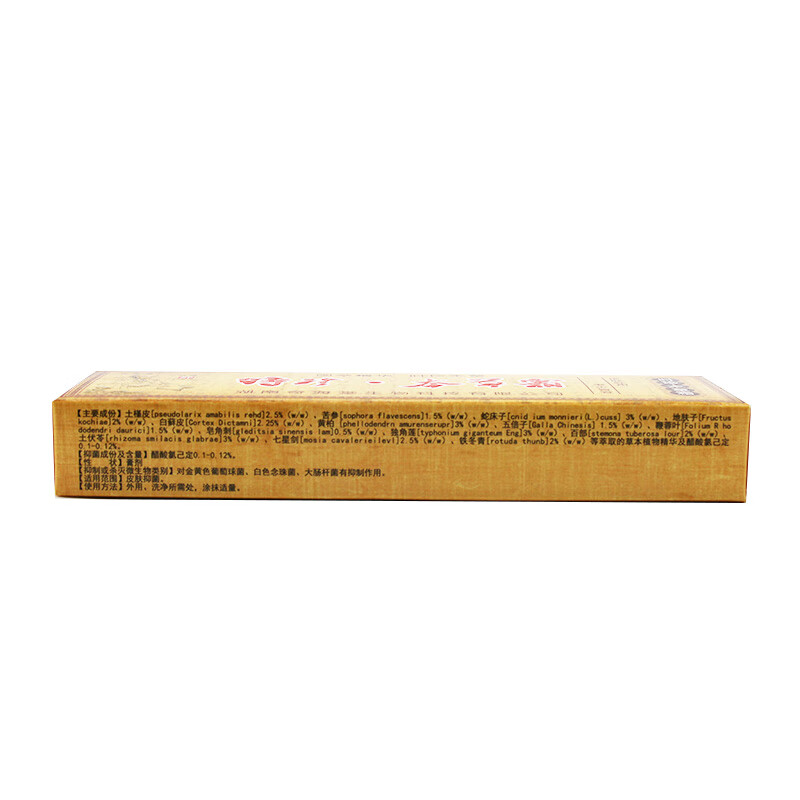 【主要成份】土槿皮[pseudolarix amabilis rehd]2.5% (w/w)、苦参[sophora flavescens]1.5% (w/w)、蛇床子[cnid ium monnieri(L.)cuss] 3% (w/w)、地肤子[Fructus
kochiae]2% (w/w)、白藓皮[Cortex Dictamni]2.25% (w/w)、黄柏 [phellodendron amurenserupr]3% (w/w)、五倍子[Galla Chinesis] 1.5% (w/w)、鞭蓉叶[Folium R ho
dodendri daurici]1.5% (w/w)、皂角刺[gleditsia sinensis lam]0.5% (w/w)、独角莲[typhonium giganteum Eng]3% (w/w)、百部[stemona tuberosa lour]2% (w/w)、
土伏苓[rhizoma smilacis glabrae]3% (w/w)、七星剑[mosia cavalerieilevl]2.5% (w/w)、铁冬青[rotuda thunb]2% (w/w) 等萃取的草本植物精华及醋酸氯己定
0.1-0.12%。
【抑菌成份及含量】醋酸氯己定0.1-0.12%。
【性 状】膏剂
【抑制或杀灭微生物类别】对金黄色葡萄球菌、白色念珠菌、大肠杆菌有抑制作用。
【适用范围】皮肤抑菌。
【使用方法】外用、洗净所需处，涂抹适量。